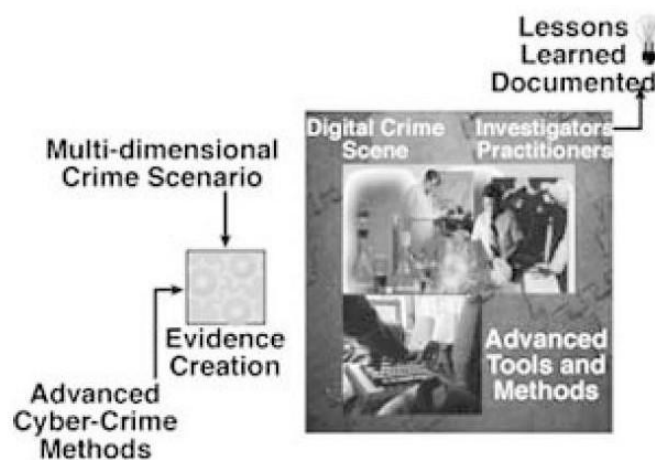 Lessons
Learned
Documented
Digital Crime
Scene
Investigators
Practitioners
Multi-dimensional
Crime Scenario
Evidence
Creation
Advanced
Tools and
Methods
Advanced
Cyber-Crime
Methods